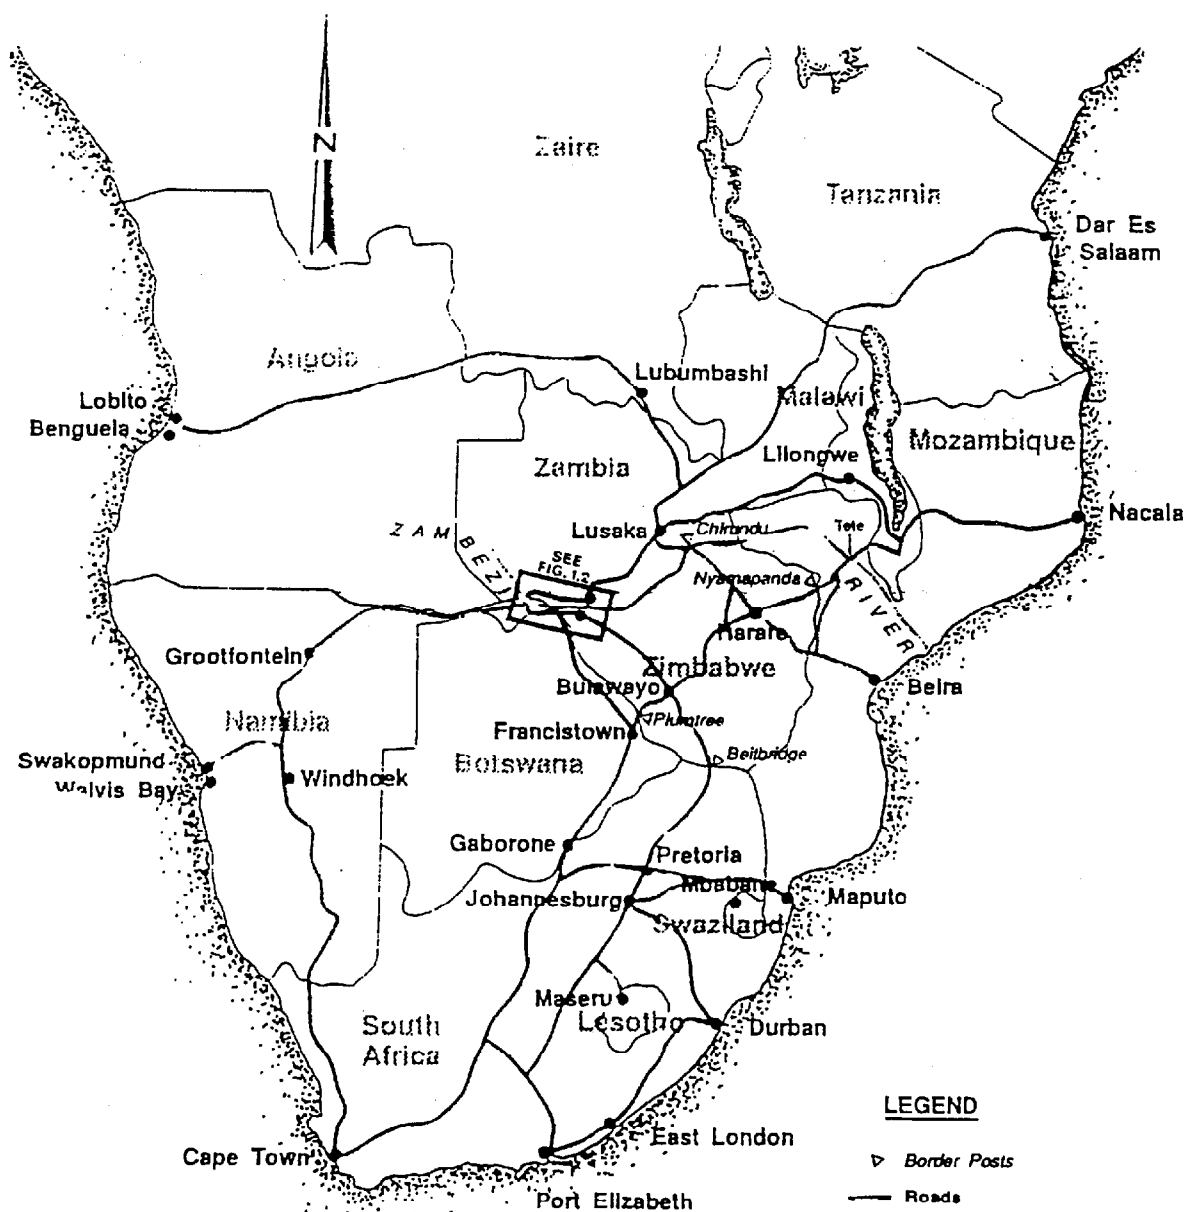 N
Zaire
Tanzania
Dar Es
Salaam
Angola
Lubumbashi
Malawi
Lobito
Benguela
Mozambique
Zambia
Lilongwe
Nacala
Lusaka
Chirundu
Tete
ZAMBEZI
RIVER
SEE
FIG. 1.2
Nyamapanda
Harare
Grootfontein
Zimbabwe
Bulawayo
Beira
Namibia
Plumtree
Francistown
Botswana
Beitbridge
Swakopmund
Walvis Bay
Windhoek
Gaborone
Pretoria
Mbaban
Johannesburg
Maputo
Swaziland
Maseru
Lesotho
Durban
South
Africa
LEGEND
East London
Cape Town
Border Posts
Port Elizabeth
Roads